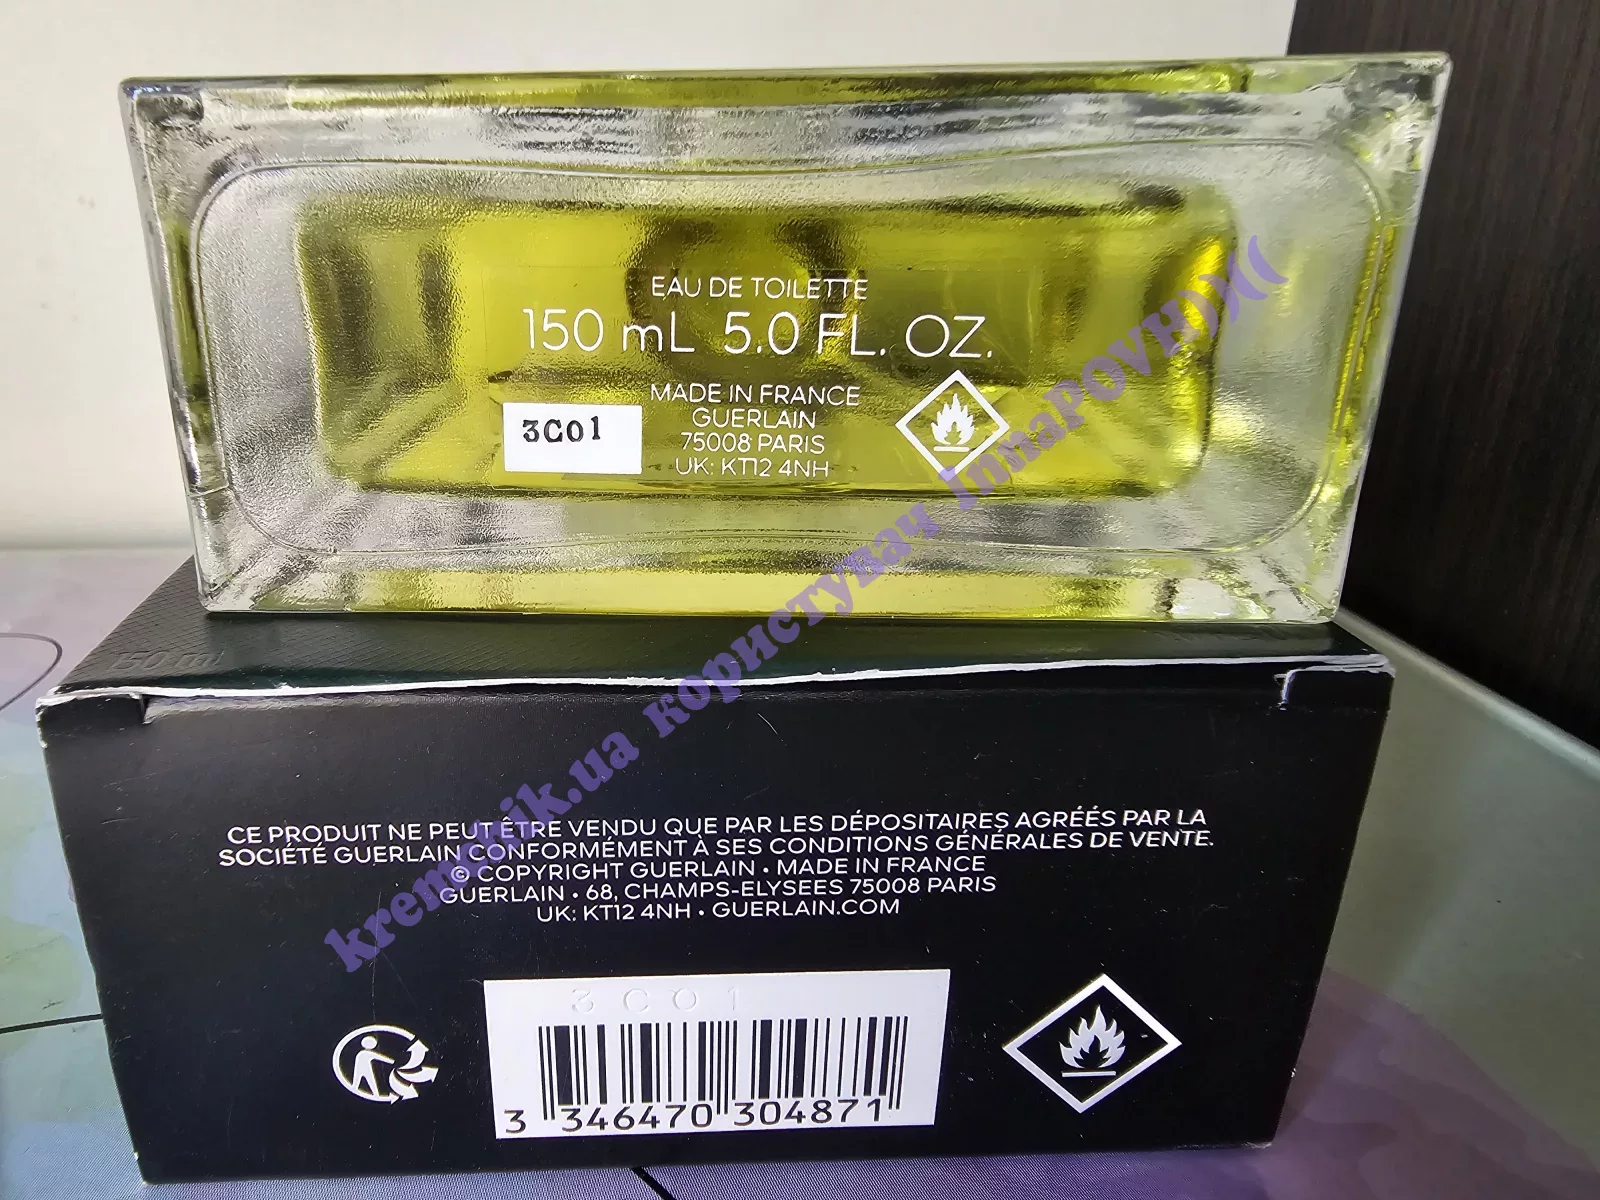 EAU DE TOILETTE
150 mL 5.0 FL. OZ.
MADE IN FRANCE
GUERLAIN
75008 PARIS
UK: KT12 4NH
3C01
150 ml
CE PRODUIT NE PEUT ÊTRE VENDU QUE PAR LES DÉPOSITAIRES AGRÉÉS PAR LA
SOCIÉTÉ GUERLAIN CONFORMÉMENT À SES CONDITIONS GÉNÉRALES DE VENTE.
© COPYRIGHT GUERLAIN • MADE IN FRANCE
GUERLAIN • 68, CHAMPS-ELYSEES 75008 PARIS
UK: KT12 4NH • GUERLAIN.COM
3C01
3 346470 304871
kremchik.ua користувач InnaPOVH)Ж(